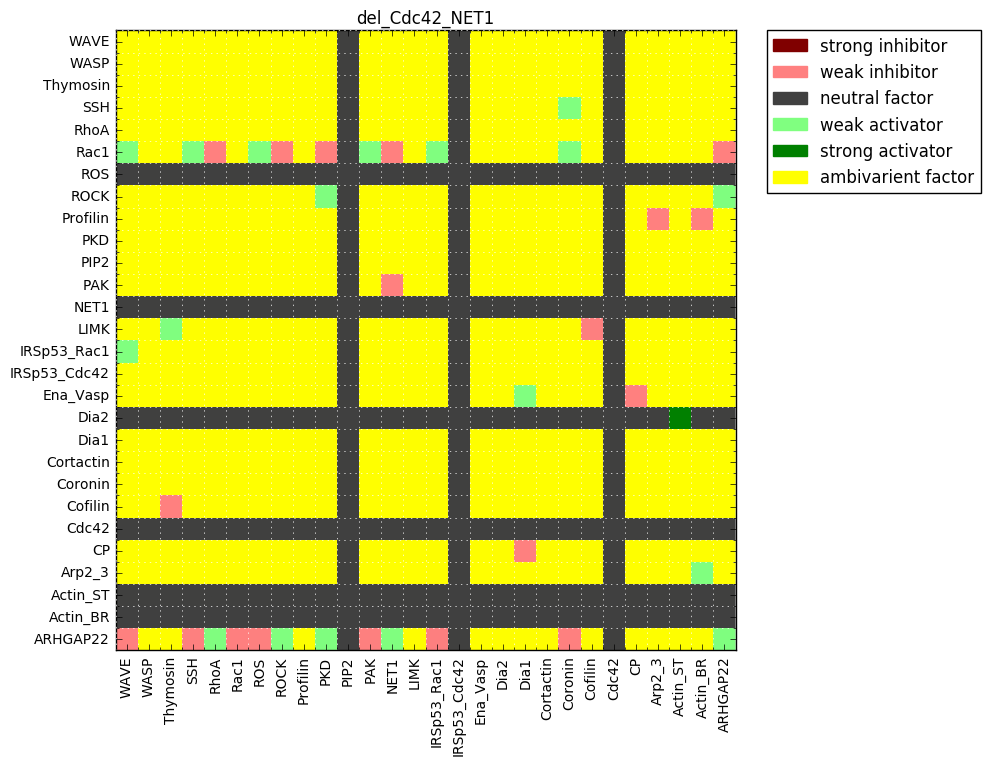 del_Cdc42_NET1
WAVE
WASP
Thymosin
SSH
RhoA
Rac1
ROS
ROCK
Profilin
PKD
PIP2
PAK
NET1
LIMK
IRSp53_Rac1
IRSp53_Cdc42
Ena_Vasp
Dia2
Dia1
Cortactin
Coronin
Cofilin
Cdc42
CP
Arp2_3
Actin_ST
Actin_BR
ARHGAP22
WAVE
WASP
Thymosin
SSH
RhoA
Rac1
ROS
ROCK
Profilin
PKD
PIP2
PAK
NET1
LIMK
IRSp53_Rac1
IRSp53_Cdc42
Ena_Vasp
Dia2
Dia1
Cortactin
Coronin
Cofilin
Cdc42
CP
Arp2_3
Actin_ST
Actin_BR
ARHGAP22
strong inhibitor
weak inhibitor
neutral factor
weak activator
strong activator
ambivarient factor